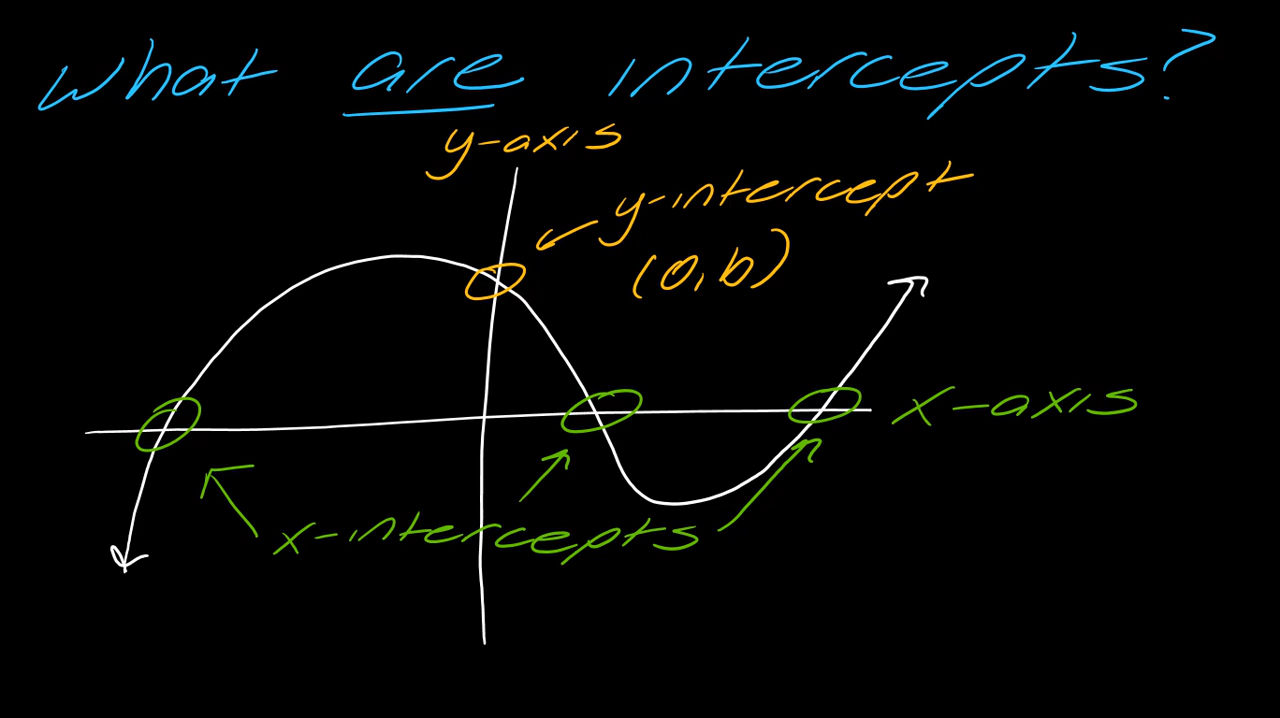 what are intercepts?
y-axis
y-intercept
(0,b)
x-axis
x-intercepts